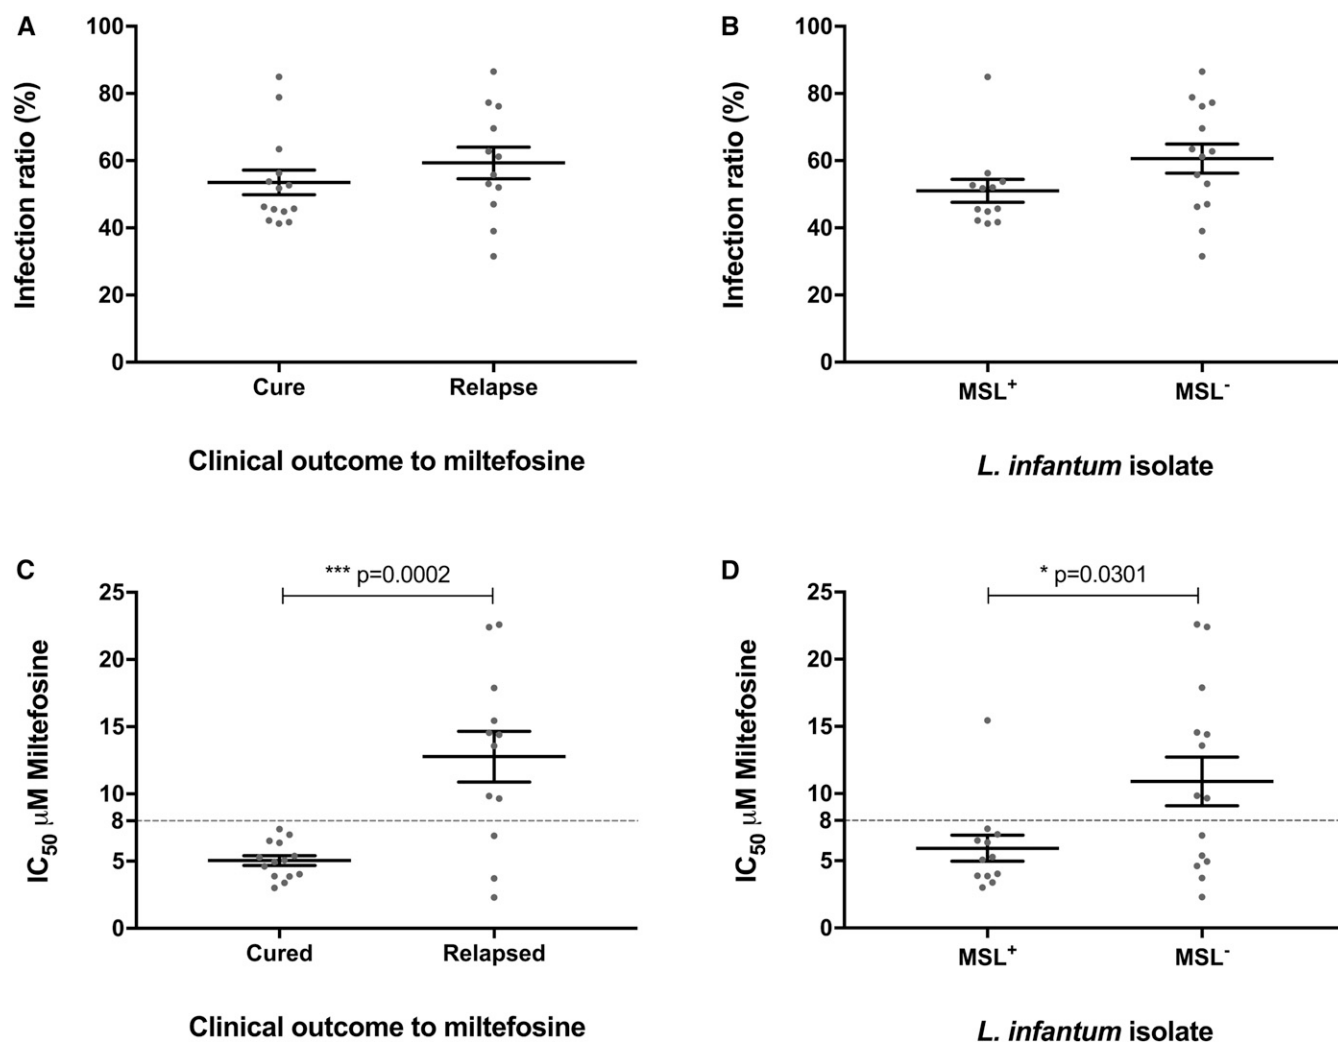 A
100
80
60
40
20
0
Infection ratio (%)
Cure Relapse
Clinical outcome to miltefosine
B
100
80
60
40
20
0
Infection ratio (%)
MSL⁺ MSL⁻
L. infantum isolate
C
*** p=0.0002
25
20
15
10
8
5
0
IC₅₀ μM Miltefosine
Cured Relapsed
Clinical outcome to miltefosine
D
* p=0.0301
25
20
15
10
8
5
0
IC₅₀ μM Miltefosine
MSL⁺ MSL⁻
L. infantum isolate